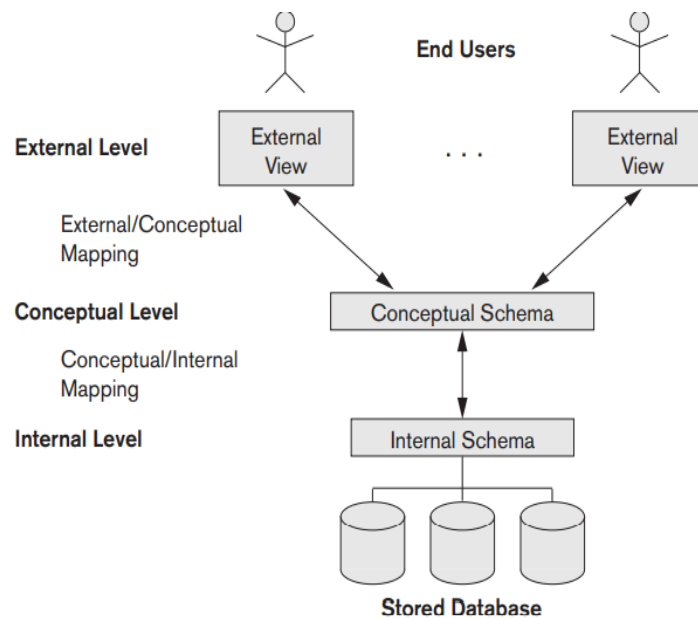 End Users
External Level
External
View
. . .
External
View
External/Conceptual
Mapping
Conceptual Level
Conceptual Schema
Conceptual/Internal
Mapping
Internal Level
Internal Schema
Stored Database